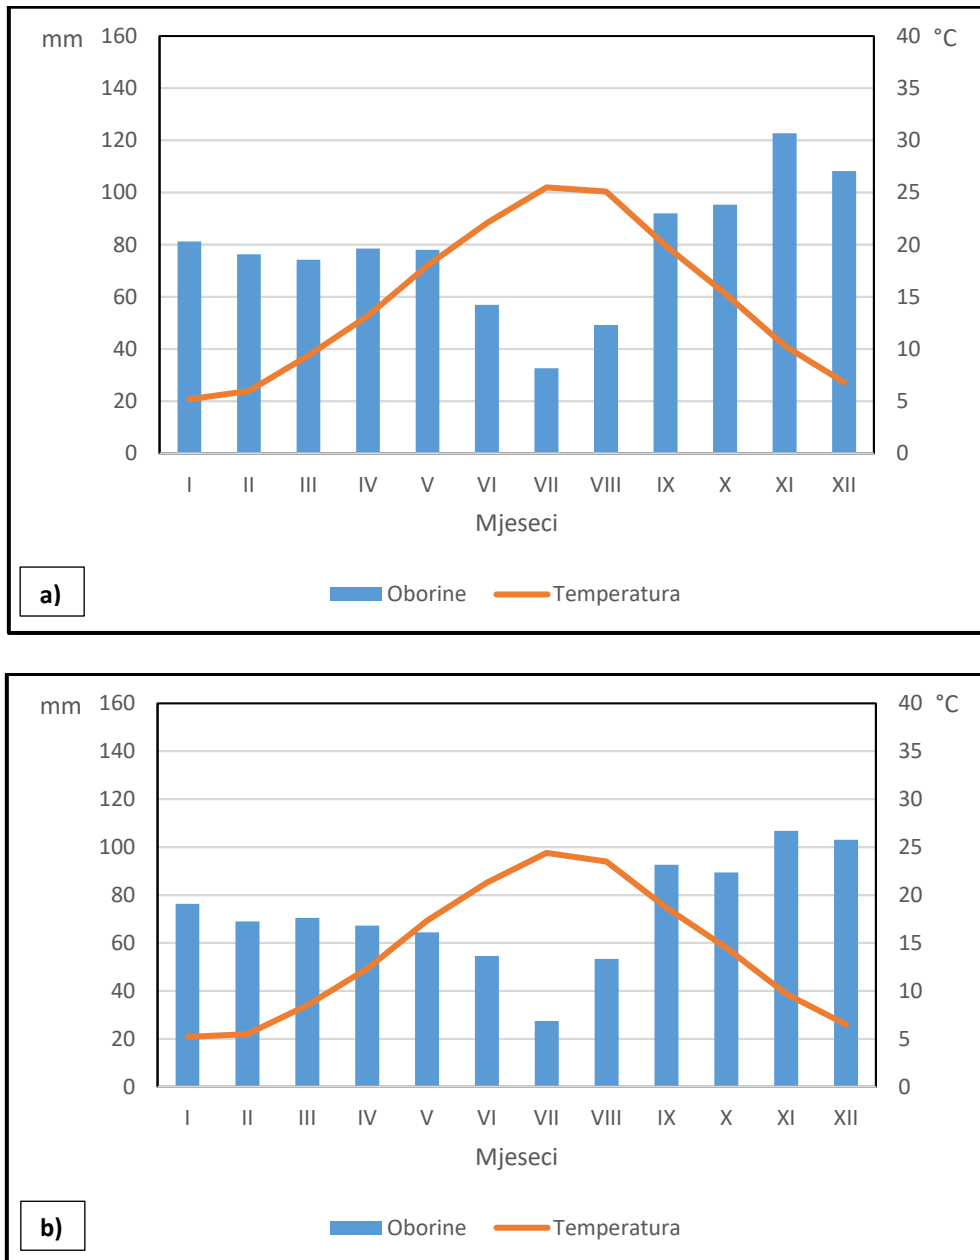 mm 160 40 °C
140 35
120 30
100 25
80 20
60 15
40 10
20 5
0 0
I II III IV V VI VII VIII IX X XI XII
Mjeseci
a) Oborine Temperatura
mm 160 40 °C
140 35
120 30
100 25
80 20
60 15
40 10
20 5
0 0
I II III IV V VI VII VIII IX X XI XII
Mjeseci
b) Oborine Temperatura